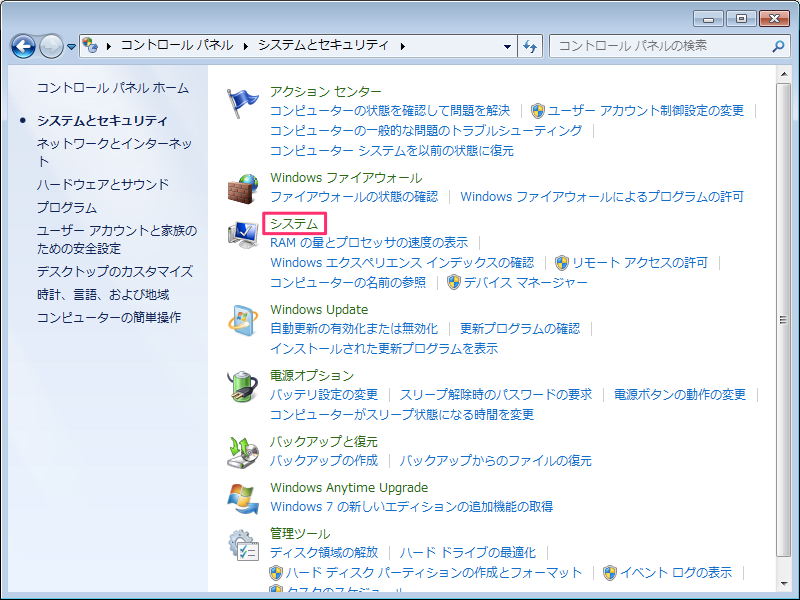 コントロール パネル ▸ システムとセキュリティ ▸
コントロール パネルの検索
コントロール パネル ホーム
システムとセキュリティ
ネットワークとインターネッ
ト
ハードウェアとサウンド
プログラム
ユーザー アカウントと家族の
ための安全設定
デスクトップのカスタマイズ
時計、言語、および地域
コンピューターの簡単操作
アクション センター
コンピューターの状態を確認して問題を解決 | ユーザー アカウント制御設定の変更 |
コンピューターの一般的な問題のトラブルシューティング |
コンピューター システムを以前の状態に復元
Windows ファイアウォール
ファイアウォールの状態の確認 | Windows ファイアウォールによるプログラムの許可
システム
RAM の量とプロセッサの速度の表示 |
Windows エクスペリエンス インデックスの確認 | リモート アクセスの許可 |
コンピューターの名前の参照 | デバイス マネージャー
Windows Update
自動更新の有効化または無効化 | 更新プログラムの確認 |
インストールされた更新プログラムを表示
電源オプション
バッテリ設定の変更 | スリープ解除時のパスワードの要求 | 電源ボタンの動作の変更 |
コンピューターがスリープ状態になる時間を変更
バックアップと復元
バックアップの作成 | バックアップからのファイルの復元
Windows Anytime Upgrade
Windows 7 の新しいエディションの追加機能の取得
管理ツール
ディスク領域の解放 | ハード ドライブの最適化 |
ハード ディスク パーティションの作成とフォーマット | イベント ログの表示 |
タスクのスケジュール